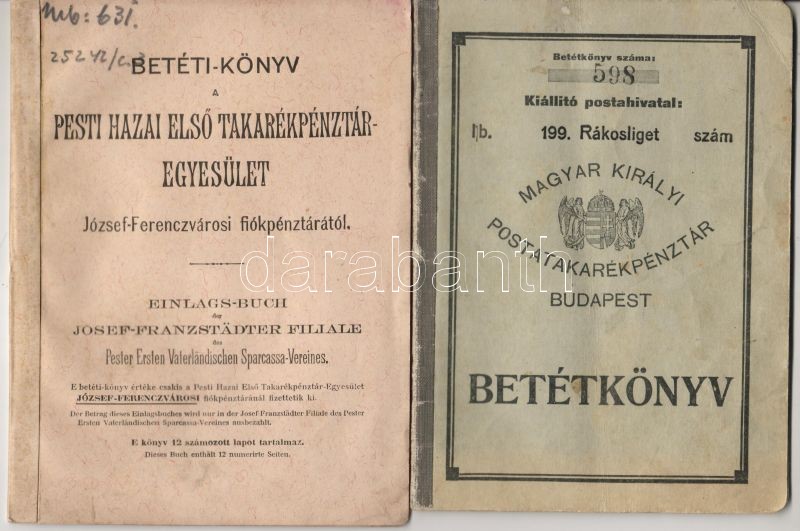 Mb: 631.
25242/c.3
BETÉTI-KÖNYV
A
PESTI HAZAI ELSŐ TAKARÉKPÉNZTÁR-
EGYESÜLET
József-Ferenczvárosi fiókpénztárától.
EINLAGS-BUCH
der
JOSEF-FRANZSTÄDTER FILIALE
des
Pester Ersten Vaterländischen Sparcassa-Vereines.
E betéti-könyv értéke csakis a Pesti Hazai Első Takarékpénztár-Egyesület
JÓZSEF-FERENCZVÁROSI fiókpénztáránál fizettetik ki.
Der Betrag dieses Einlagsbuches wird nur in der Josef-Franzstädter Filiale des Pester
Ersten Vaterländischen Sparcassa-Vereines ausbezahlt.
E könyv 12 számozott lapot tartalmaz.
Dieses Buch enthält 12 numerirte Seiten.
Betétkönyv száma:
598
Kiállitó postahivatal:
I/b. 199. Rákosliget szám
MAGYAR KIRÁLYI
POSTATAKARÉKPÉNZTÁR
BUDAPEST
BETÉTKÖNYV
darabanth